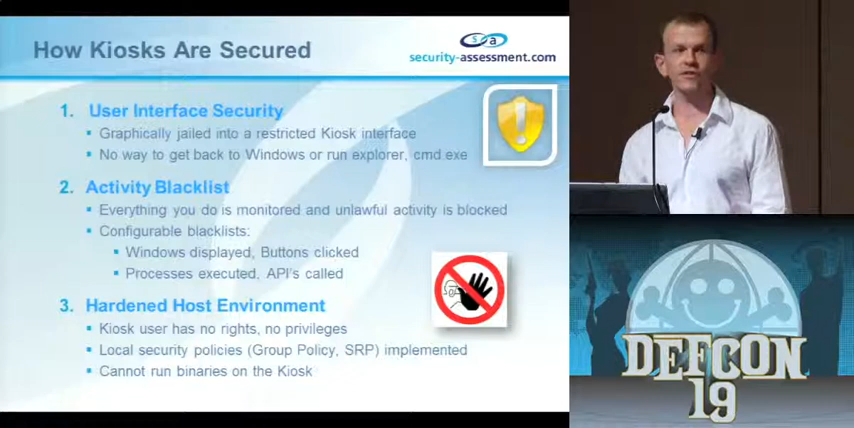 How Kiosks Are Secured
s a
security-assessment.com
1. User Interface Security
▪ Graphically jailed into a restricted Kiosk interface
▪ No way to get back to Windows or run explorer, cmd.exe
2. Activity Blacklist
▪ Everything you do is monitored and unlawful activity is blocked
▪ Configurable blacklists:
▪ Windows displayed, Buttons clicked
▪ Processes executed, API's called
3. Hardened Host Environment
▪ Kiosk user has no rights, no privileges
▪ Local security policies (Group Policy, SRP) implemented
▪ Cannot run binaries on the Kiosk
DEFCON
19